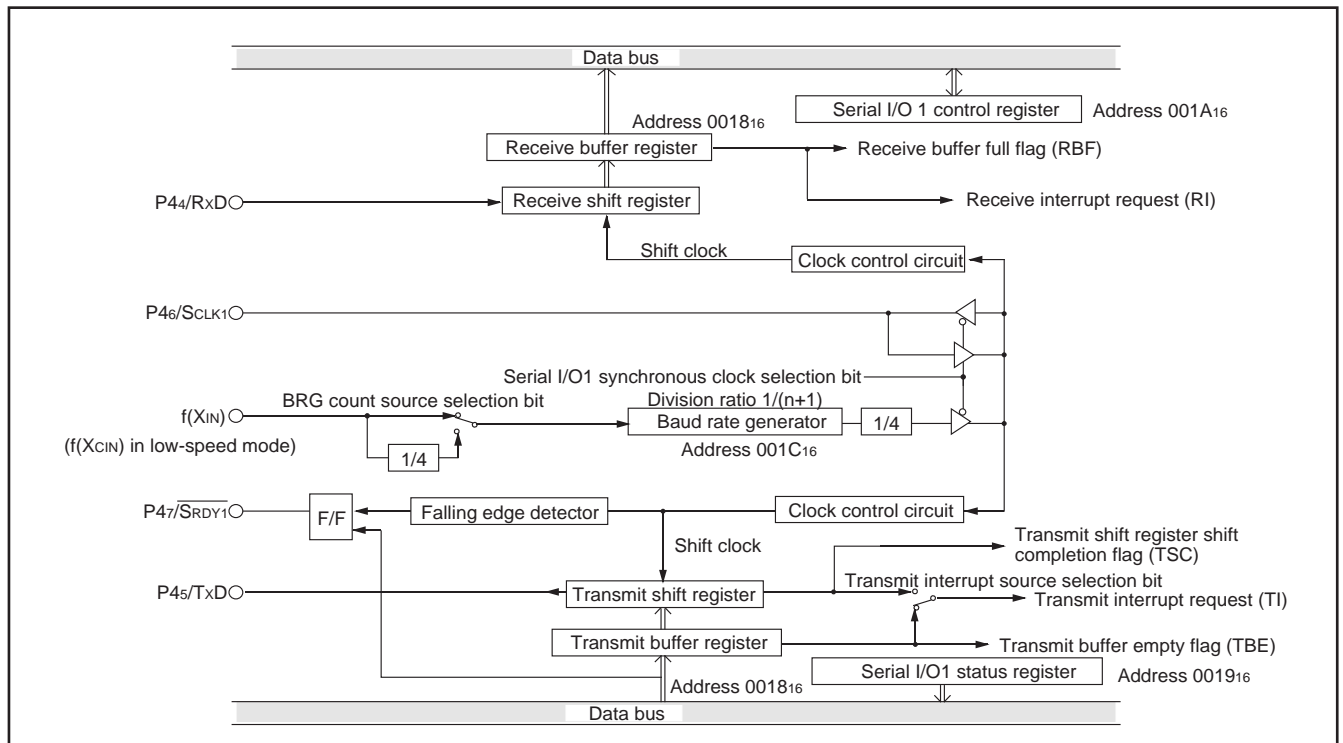 Data bus
Serial I/O 1 control register Address 001A16
Address 001816
Receive buffer register Receive buffer full flag (RBF)
P44/RXD Receive shift register Receive interrupt request (RI)
Shift clock Clock control circuit
P46/SCLK1
Serial I/O1 synchronous clock selection bit
BRG count source selection bit Division ratio 1/(n+1)
f(XIN) Baud rate generator 1/4
(f(XCIN) in low-speed mode) 1/4 Address 001C16
P47/S̅R̅D̅Y̅1̅ F/F Falling edge detector Clock control circuit
Shift clock Transmit shift register shift
completion flag (TSC)
Transmit interrupt source selection bit
P45/TXD Transmit shift register Transmit interrupt request (TI)
Transmit buffer register Transmit buffer empty flag (TBE)
Address 001816 Serial I/O1 status register Address 001916
Data bus